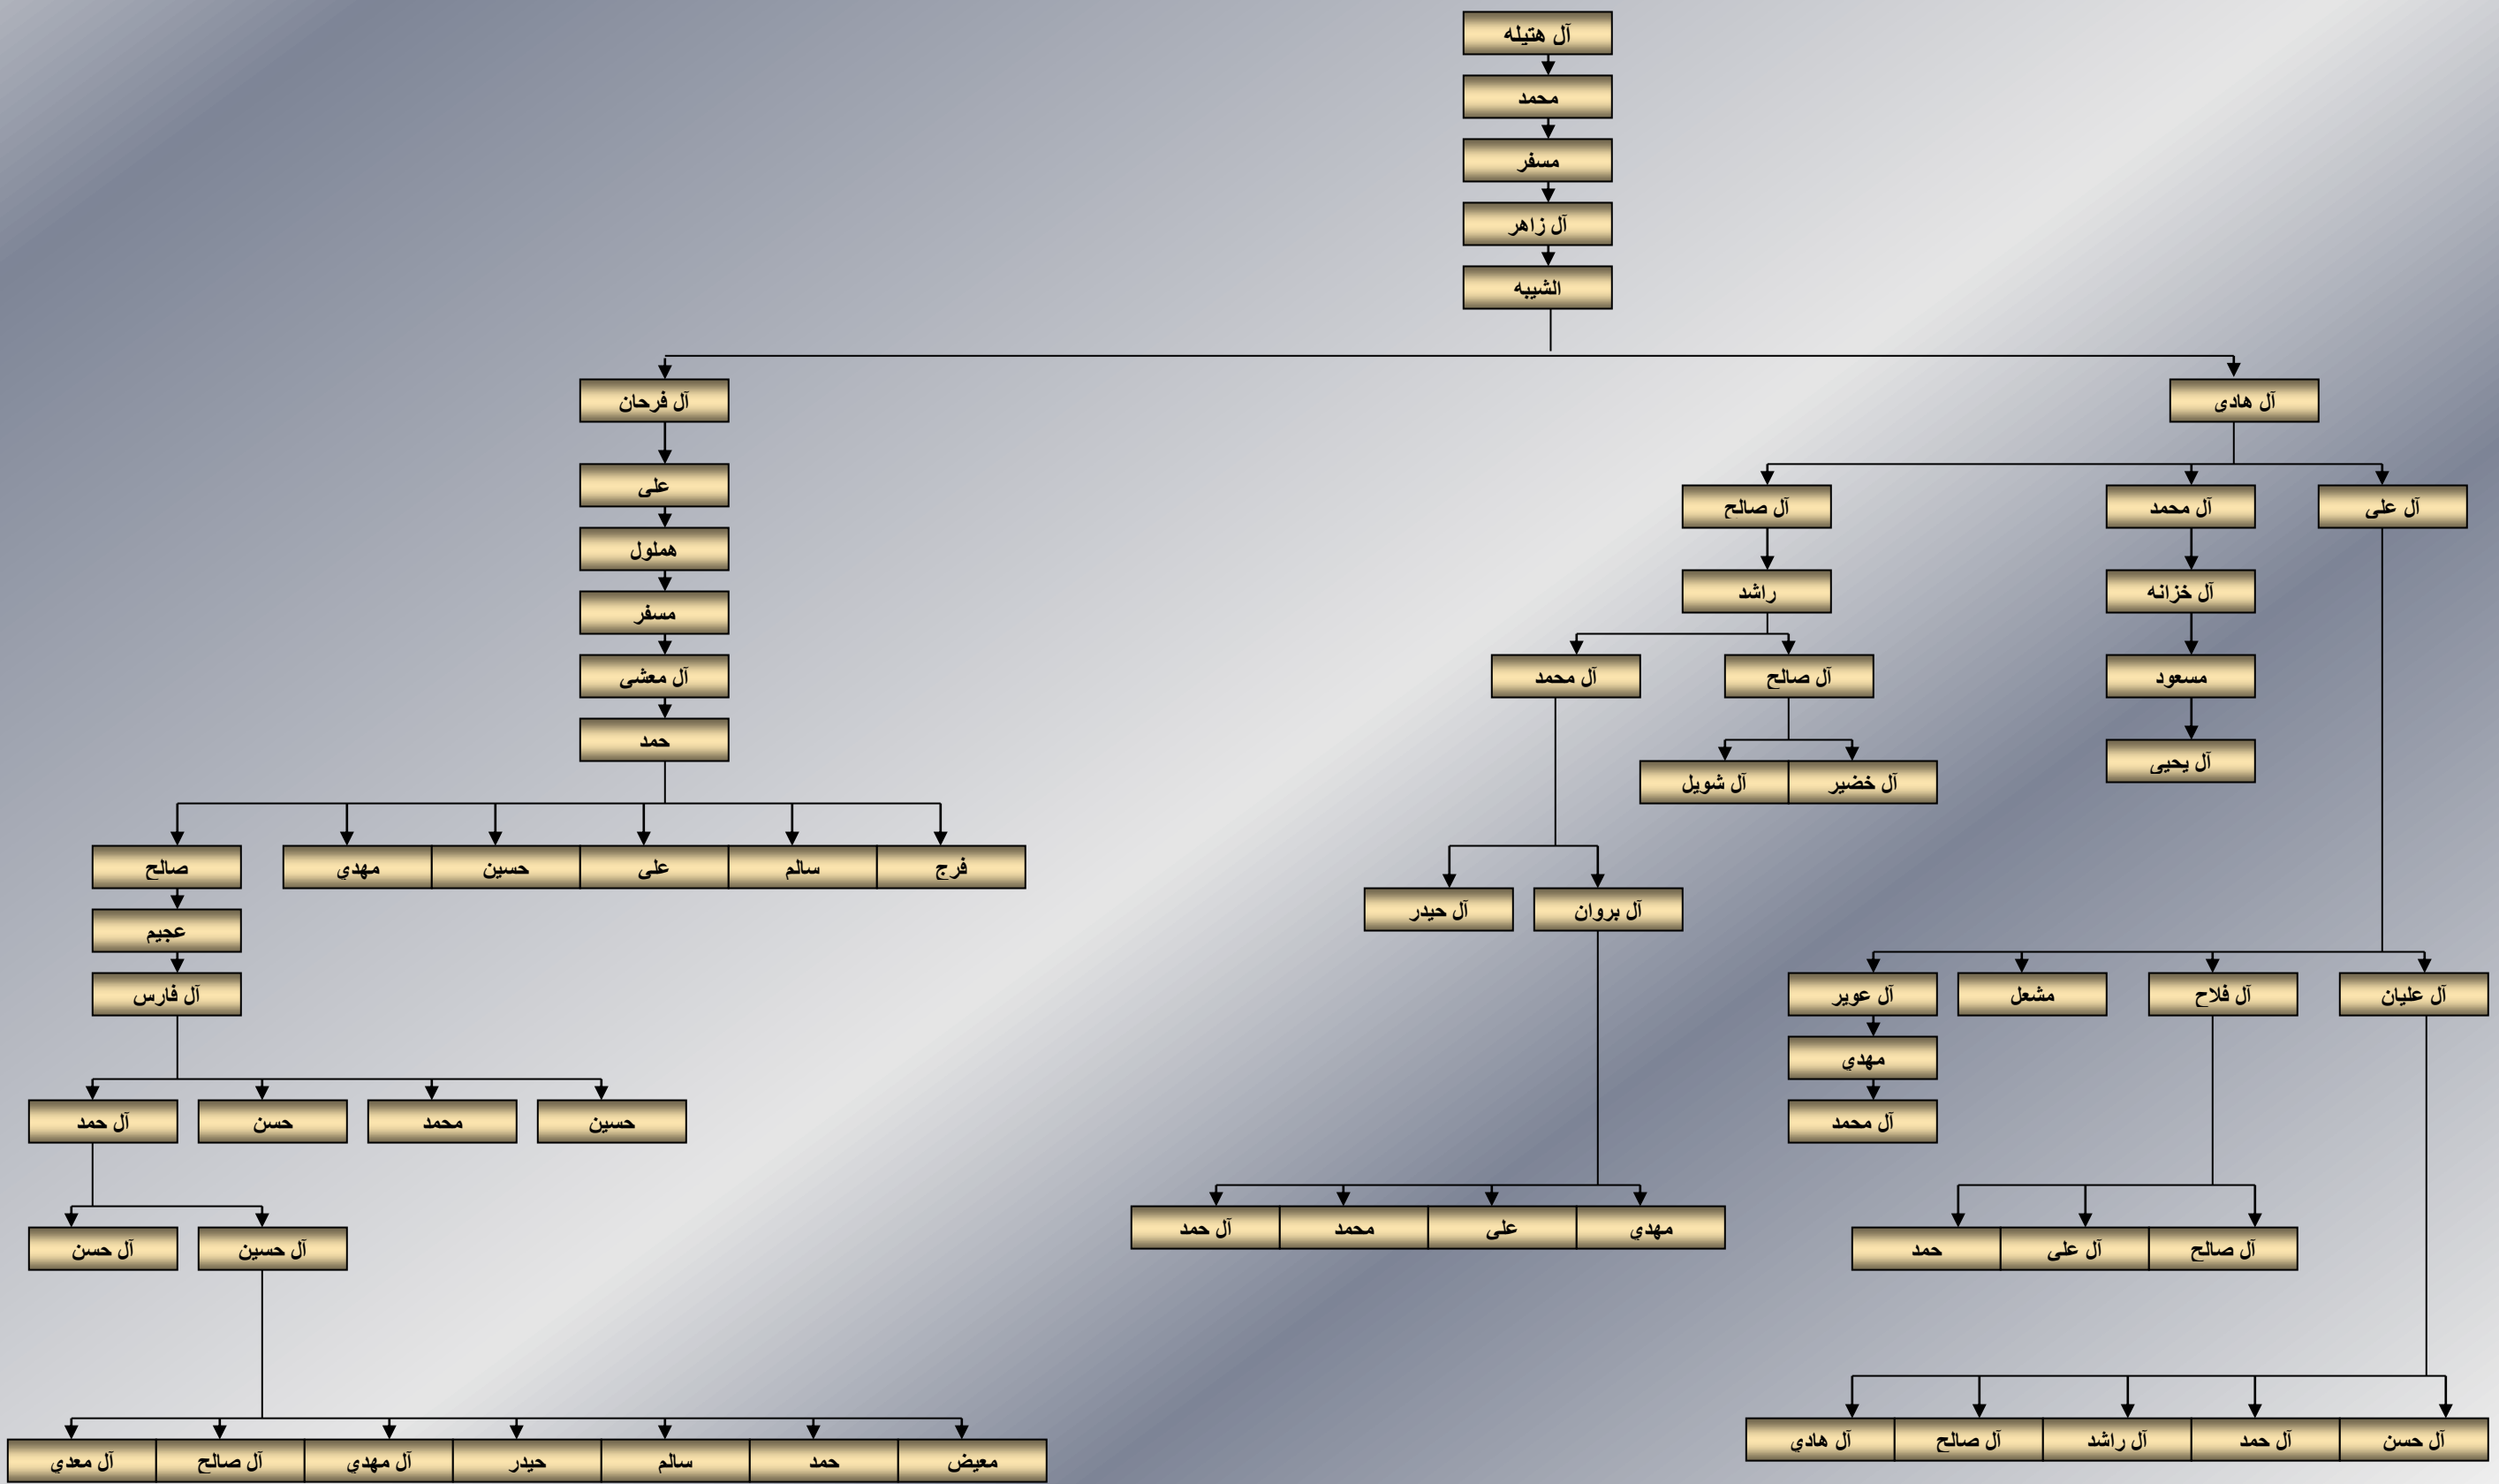 آل هتيله
محمد
مسفر
آل زاهر
الشيبه
آل هادى
آل فرحان
آل على
آل محمد
آل صالح
على
هملول
آل خزانه
راشد
مسفر
مسعود
آل صالح
آل محمد
آل معشى
حمد
آل يحيى
آل خضير
آل شويل
فرج
سالم
على
حسين
مهدي
صالح
آل بروان
آل حيدر
عجيم
آل عليان
آل فلاح
مشعل
آل عوير
آل فارس
مهدي
آل محمد
حسين
محمد
حسن
آل حمد
مهدي
على
محمد
آل حمد
آل صالح
آل على
حمد
آل حسين
آل حسن
آل حسن
آل حمد
آل راشد
آل صالح
آل هادي
معيض
حمد
سالم
حيدر
آل مهدي
آل صالح
آل معدي